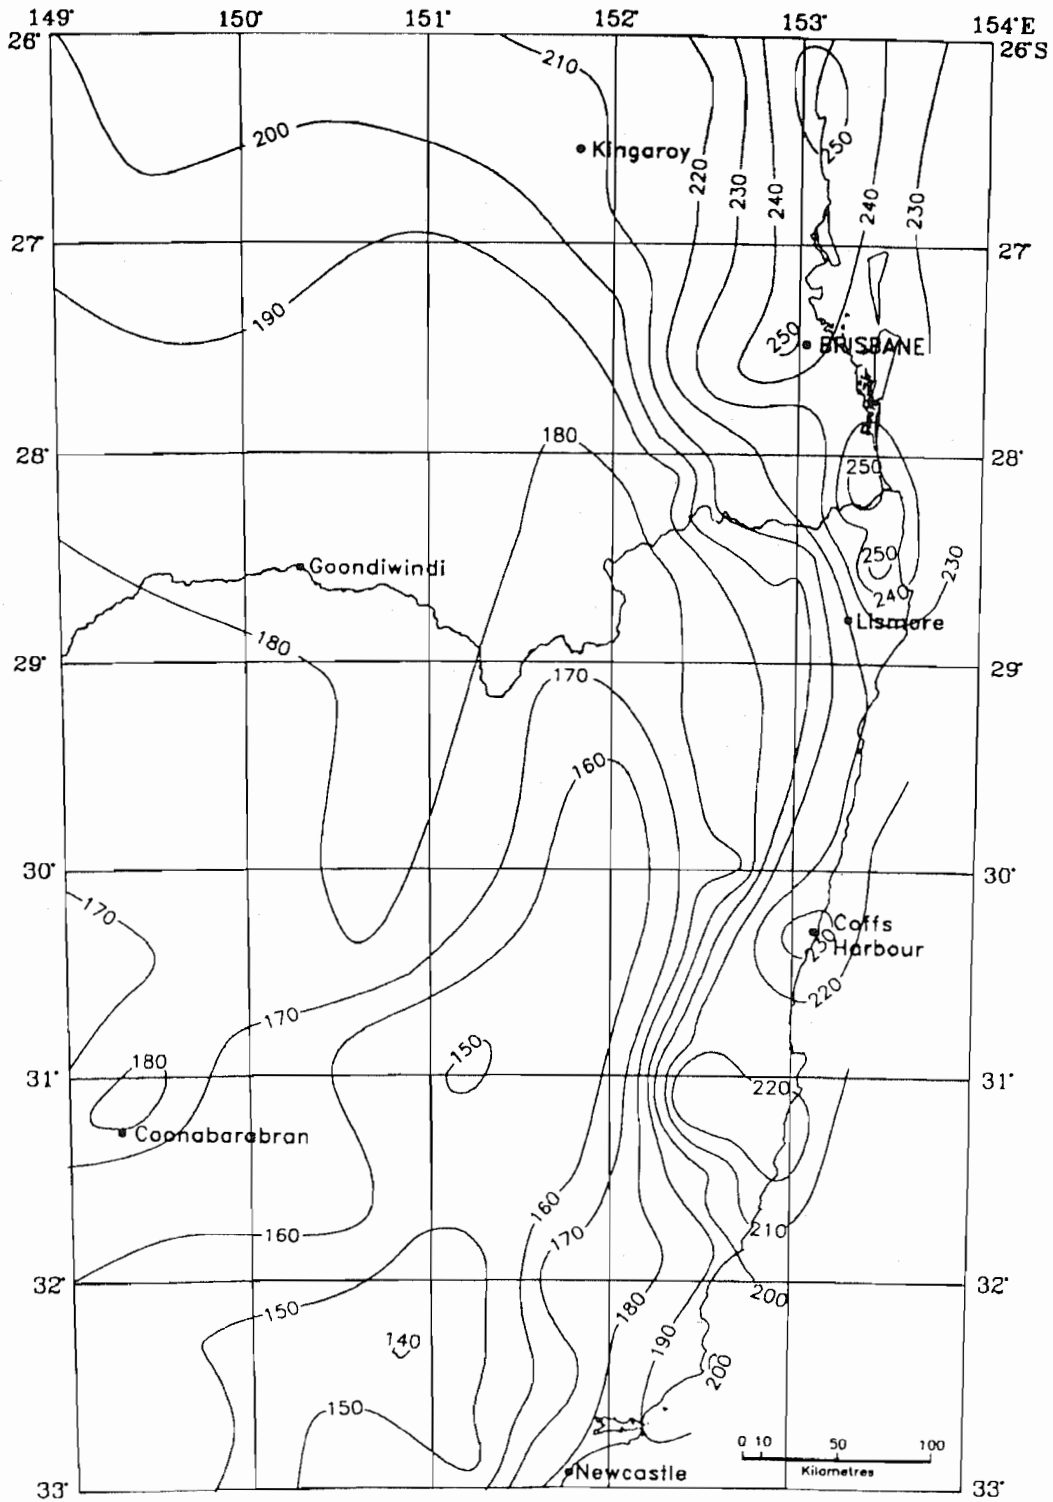 149° 150° 151° 152° 153° 154°E
26° 26°S
210
200
250
Kingaroy
220 230 240 240 230
27° 27°
190
250 BRISBANE
180
28° 28°
250
Goondiwindi
250 230
240
Lismore
180
29° 29°
170
160
30° 30°
170
Coffs
230 Harbour
220
170
150
180
31° 31°
220
Coonabarabran
160
210
160 170
32° 32°
200
150 180
140 190
200
150
0 10 50 100
Kilometres
Newcastle
33° 33°